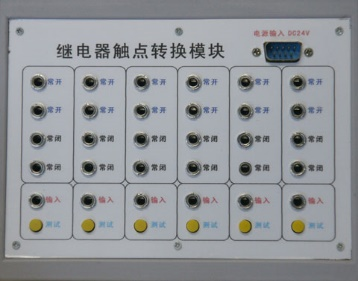 电源输入 DC24V
继电器触点转换模块
常开 常开 常开 常开 常开 常开
常开 常开 常开 常开 常开 常开
常闭 常闭 常闭 常闭 常闭 常闭
常闭 常闭 常闭 常闭 常闭 常闭
输入 输入 输入 输入 输入 输入
测试 测试 测试 测试 测试 测试